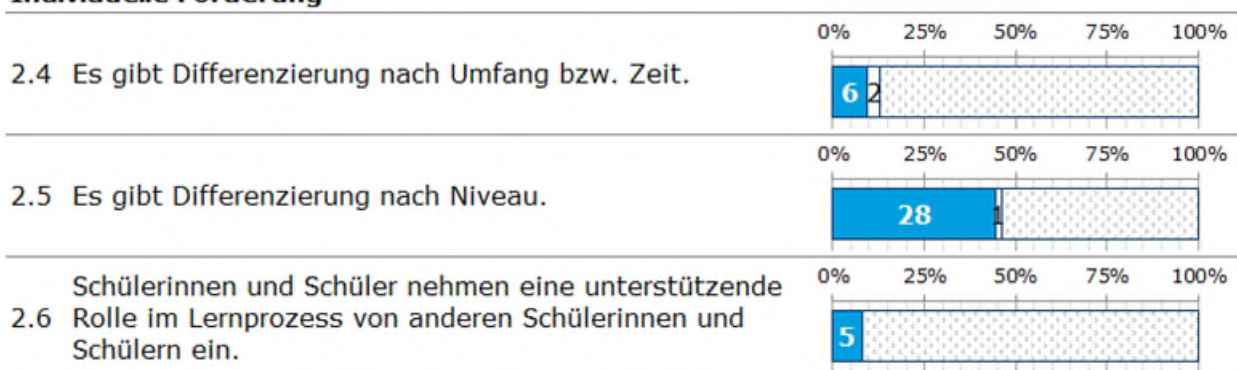 Individuelle Förderung
0% 25% 50% 75% 100%
2.4 Es gibt Differenzierung nach Umfang bzw. Zeit.
6 2
0% 25% 50% 75% 100%
2.5 Es gibt Differenzierung nach Niveau.
28 1
0% 25% 50% 75% 100%
Schülerinnen und Schüler nehmen eine unterstützende
2.6 Rolle im Lernprozess von anderen Schülerinnen und
Schülern ein.
5